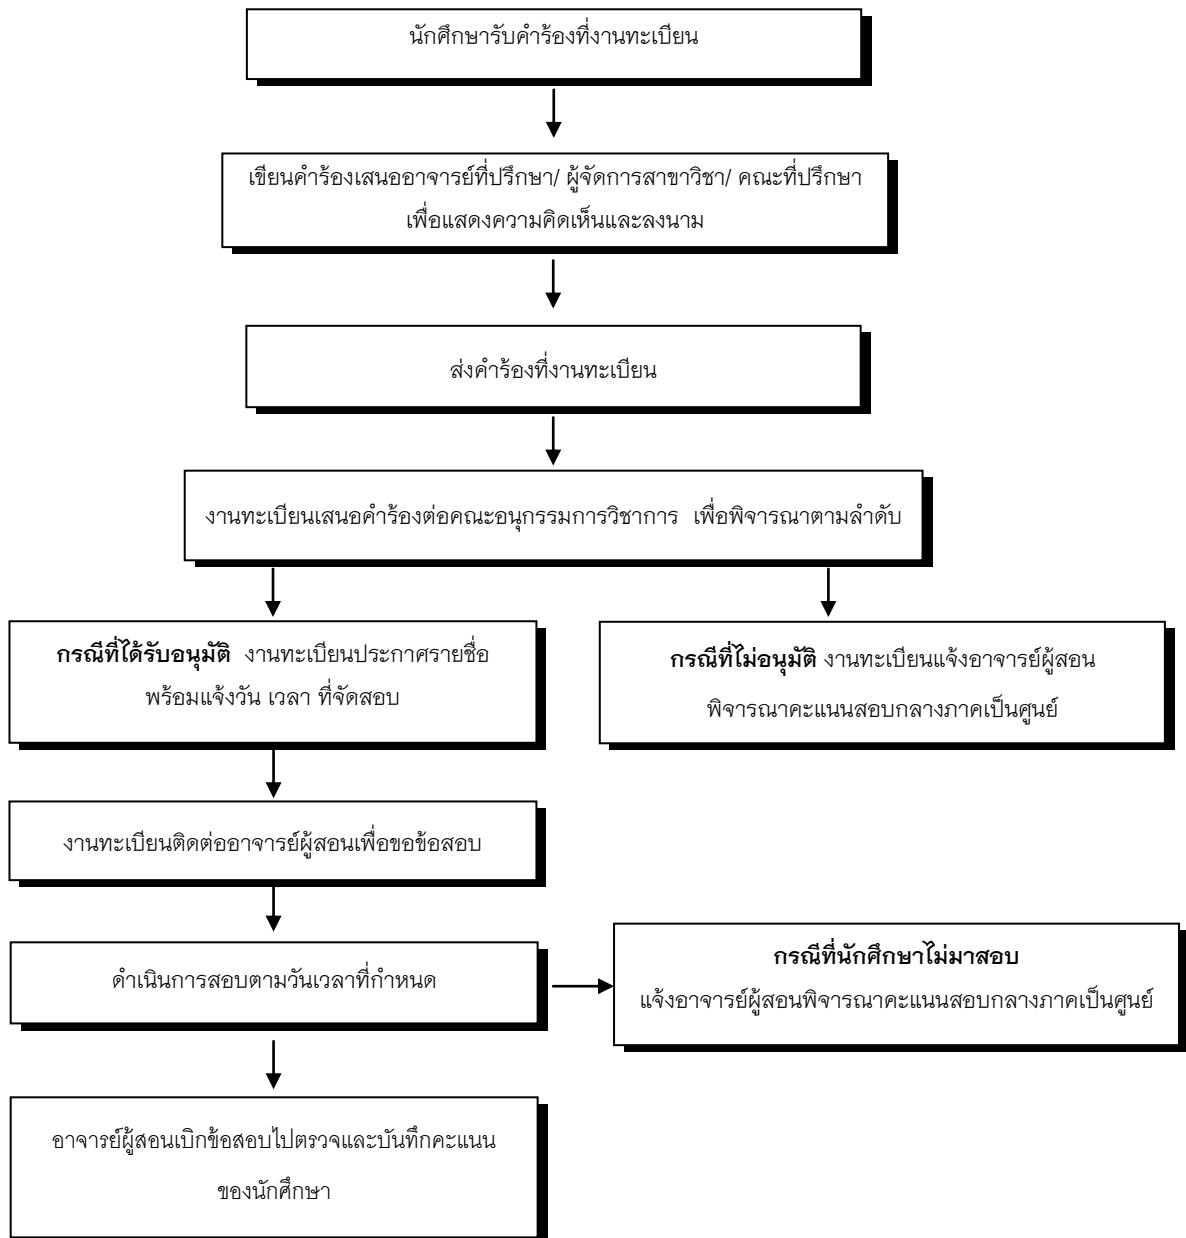 นักศึกษารับคำร้องที่งานทะเบียน
เขียนคำร้องเสนออาจารย์ที่ปรึกษา/ ผู้จัดการสาขาวิชา/ คณะที่ปรึกษา
เพื่อแสดงความคิดเห็นและลงนาม
ส่งคำร้องที่งานทะเบียน
งานทะเบียนเสนอคำร้องต่อคณะอนุกรรมการวิชาการ เพื่อพิจารณาตามลำดับ
กรณีที่ได้รับอนุมัติ งานทะเบียนประกาศรายชื่อ
พร้อมแจ้งวัน เวลา ที่จัดสอบ
กรณีที่ไม่อนุมัติ งานทะเบียนแจ้งอาจารย์ผู้สอน
พิจารณาคะแนนสอบกลางภาคเป็นศูนย์
งานทะเบียนติดต่ออาจารย์ผู้สอนเพื่อขอข้อสอบ
ดำเนินการสอบตามวันเวลาที่กำหนด
กรณีที่นักศึกษาไม่มาสอบ
แจ้งอาจารย์ผู้สอนพิจารณาคะแนนสอบกลางภาคเป็นศูนย์
อาจารย์ผู้สอนเบิกข้อสอบไปตรวจและบันทึกคะแนน
ของนักศึกษา